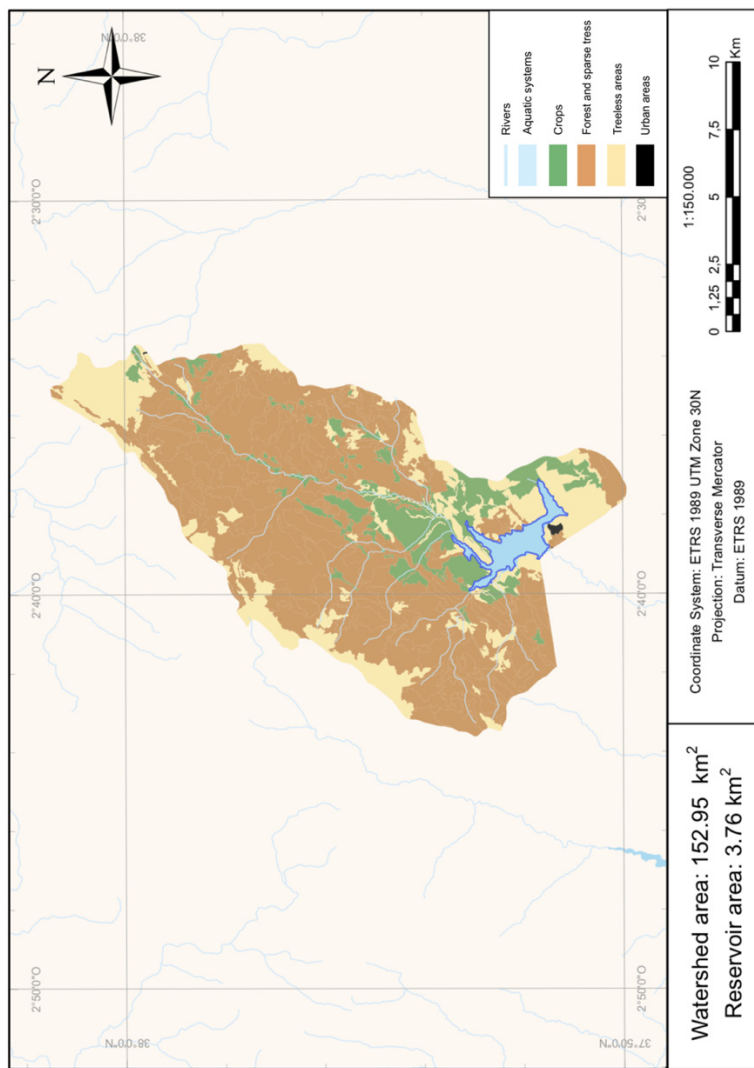 N
2°50'0"O
2°40'0"O
2°30'0"O
38°0'0"N
38°0'0"N
Rivers
Aquatic systems
Crops
Forest and sparse tress
Treeless areas
Urban areas
37°50'0"N
2°50'0"O
2°40'0"O
2°30'
Watershed area: 152.95 km²
Reservoir area: 3.76 km²
Coordinate System: ETRS 1989 UTM Zone 30N
Projection: Transverse Mercator
Datum: ETRS 1989
1:150.000
0 1,25 2,5 5 7,5 10
Km